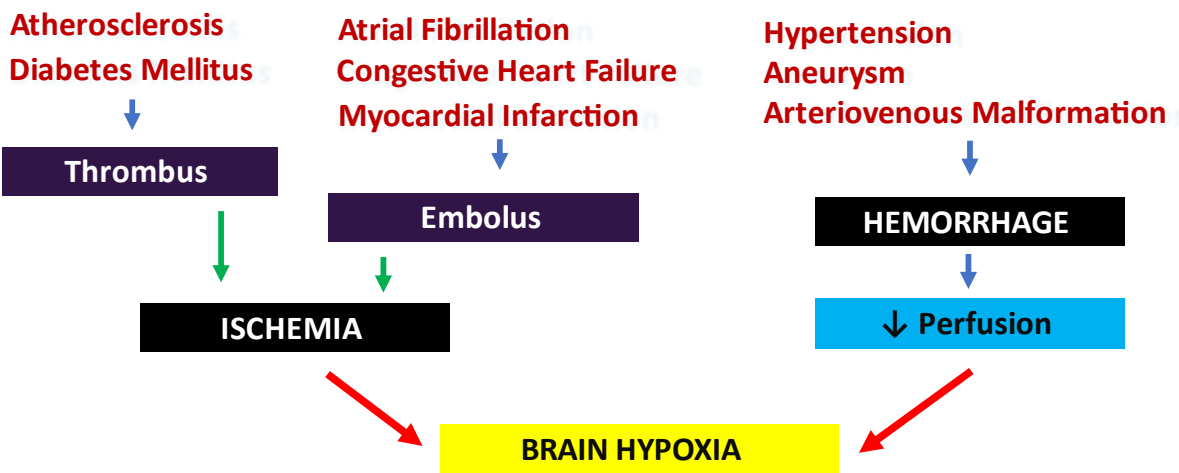 Atherosclerosis
Diabetes Mellitus
Thrombus
Atrial Fibrillation
Congestive Heart Failure
Myocardial Infarction
Embolus
ISCHEMIA
Hypertension
Aneurysm
Arteriovenous Malformation
HEMORRHAGE
↓ Perfusion
BRAIN HYPOXIA